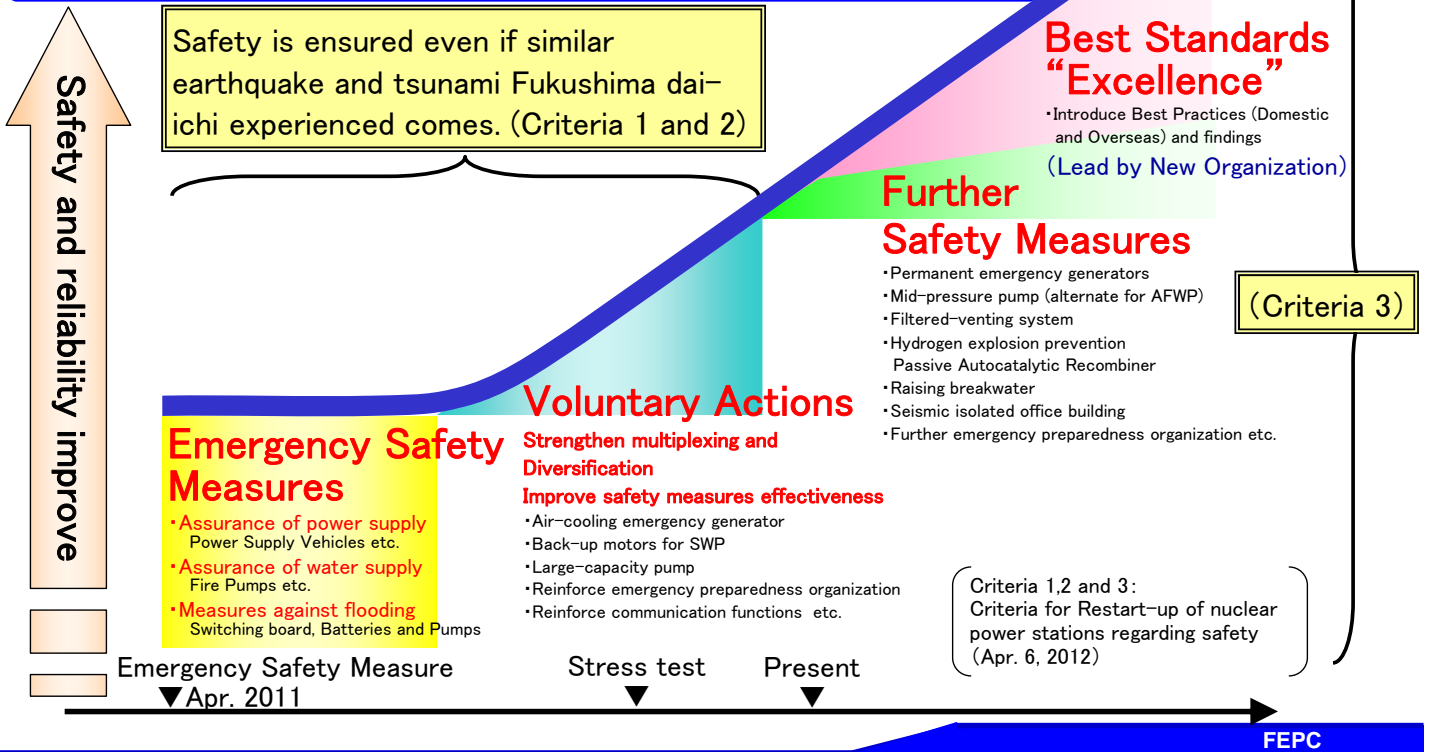 Safety and reliability improve
Safety is ensured even if similar
earthquake and tsunami Fukushima dai-
ichi experienced comes. (Criteria 1 and 2)
Best Standards
“Excellence”
・Introduce Best Practices (Domestic
and Overseas) and findings
(Lead by New Organization)
Further
Safety Measures
・Permanent emergency generators
・Mid-pressure pump (alternate for AFWP)
・Filtered-venting system
・Hydrogen explosion prevention
Passive Autocatalytic Recombiner
・Raising breakwater
・Seismic isolated office building
・Further emergency preparedness organization etc.
(Criteria 3)
Voluntary Actions
Strengthen multiplexing and
Diversification
Improve safety measures effectiveness
・Air-cooling emergency generator
・Back-up motors for SWP
・Large-capacity pump
・Reinforce emergency preparedness organization
・Reinforce communication functions etc.
Emergency Safety
Measures
・Assurance of power supply
Power Supply Vehicles etc.
・Assurance of water supply
Fire Pumps etc.
・Measures against flooding
Switching board, Batteries and Pumps
Criteria 1,2 and 3:
Criteria for Restart-up of nuclear
power stations regarding safety
(Apr. 6, 2012)
Emergency Safety Measure
▼Apr. 2011
Stress test
▼
Present
▼
FEPC